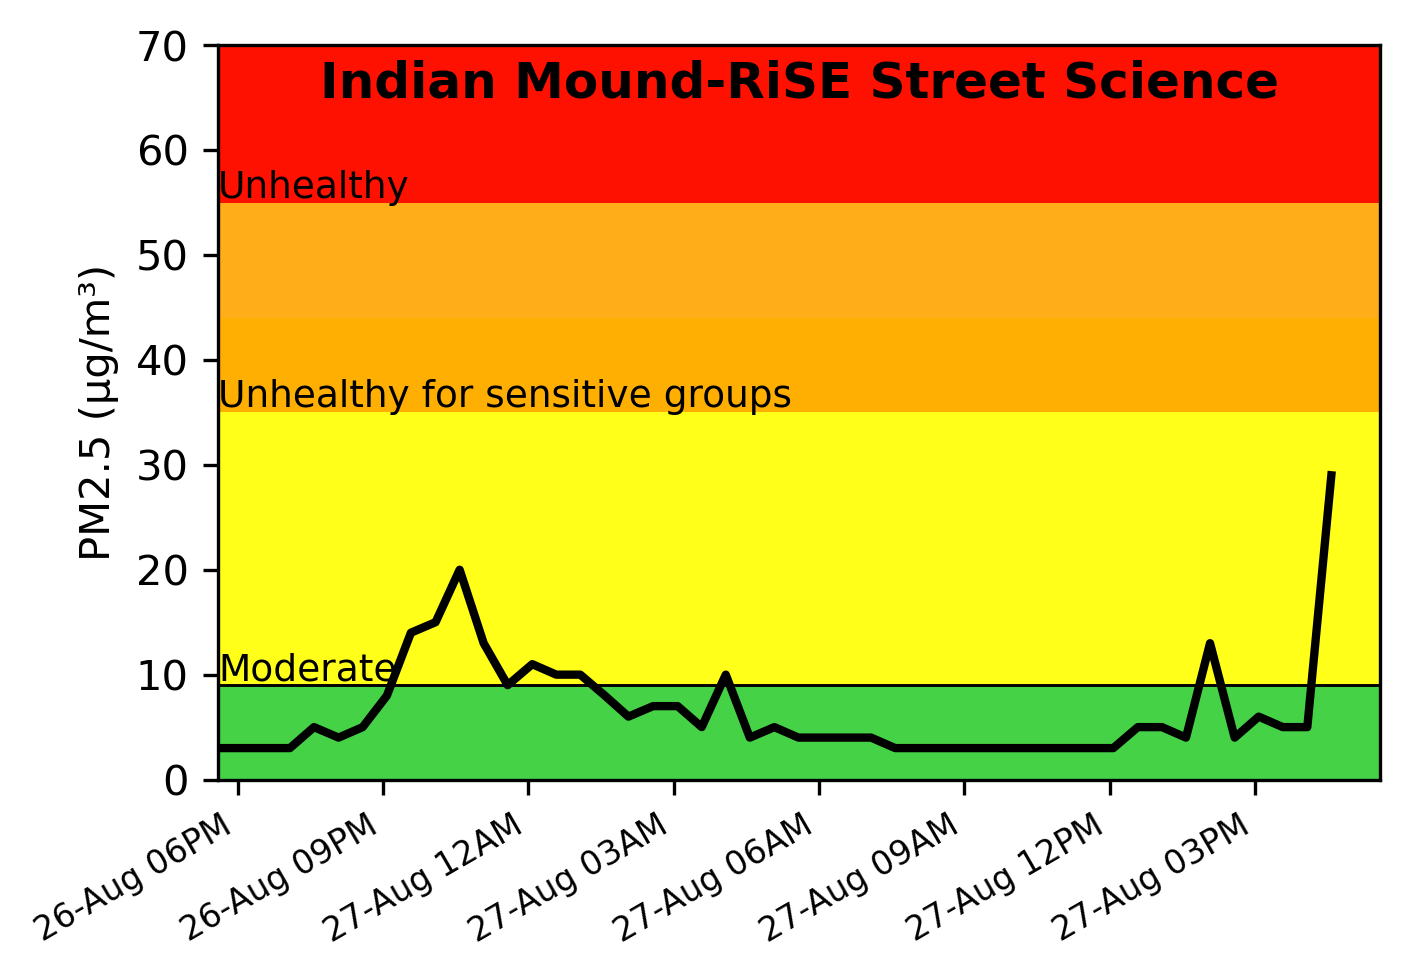 Indian Mound-RiSE Street Science
PM2.5 (µg/m³)
70
60
50
40
30
20
10
0
Unhealthy
Unhealthy for sensitive groups
Moderate
26-Aug 06PM
26-Aug 09PM
27-Aug 12AM
27-Aug 03AM
27-Aug 06AM
27-Aug 09AM
27-Aug 12PM
27-Aug 03PM